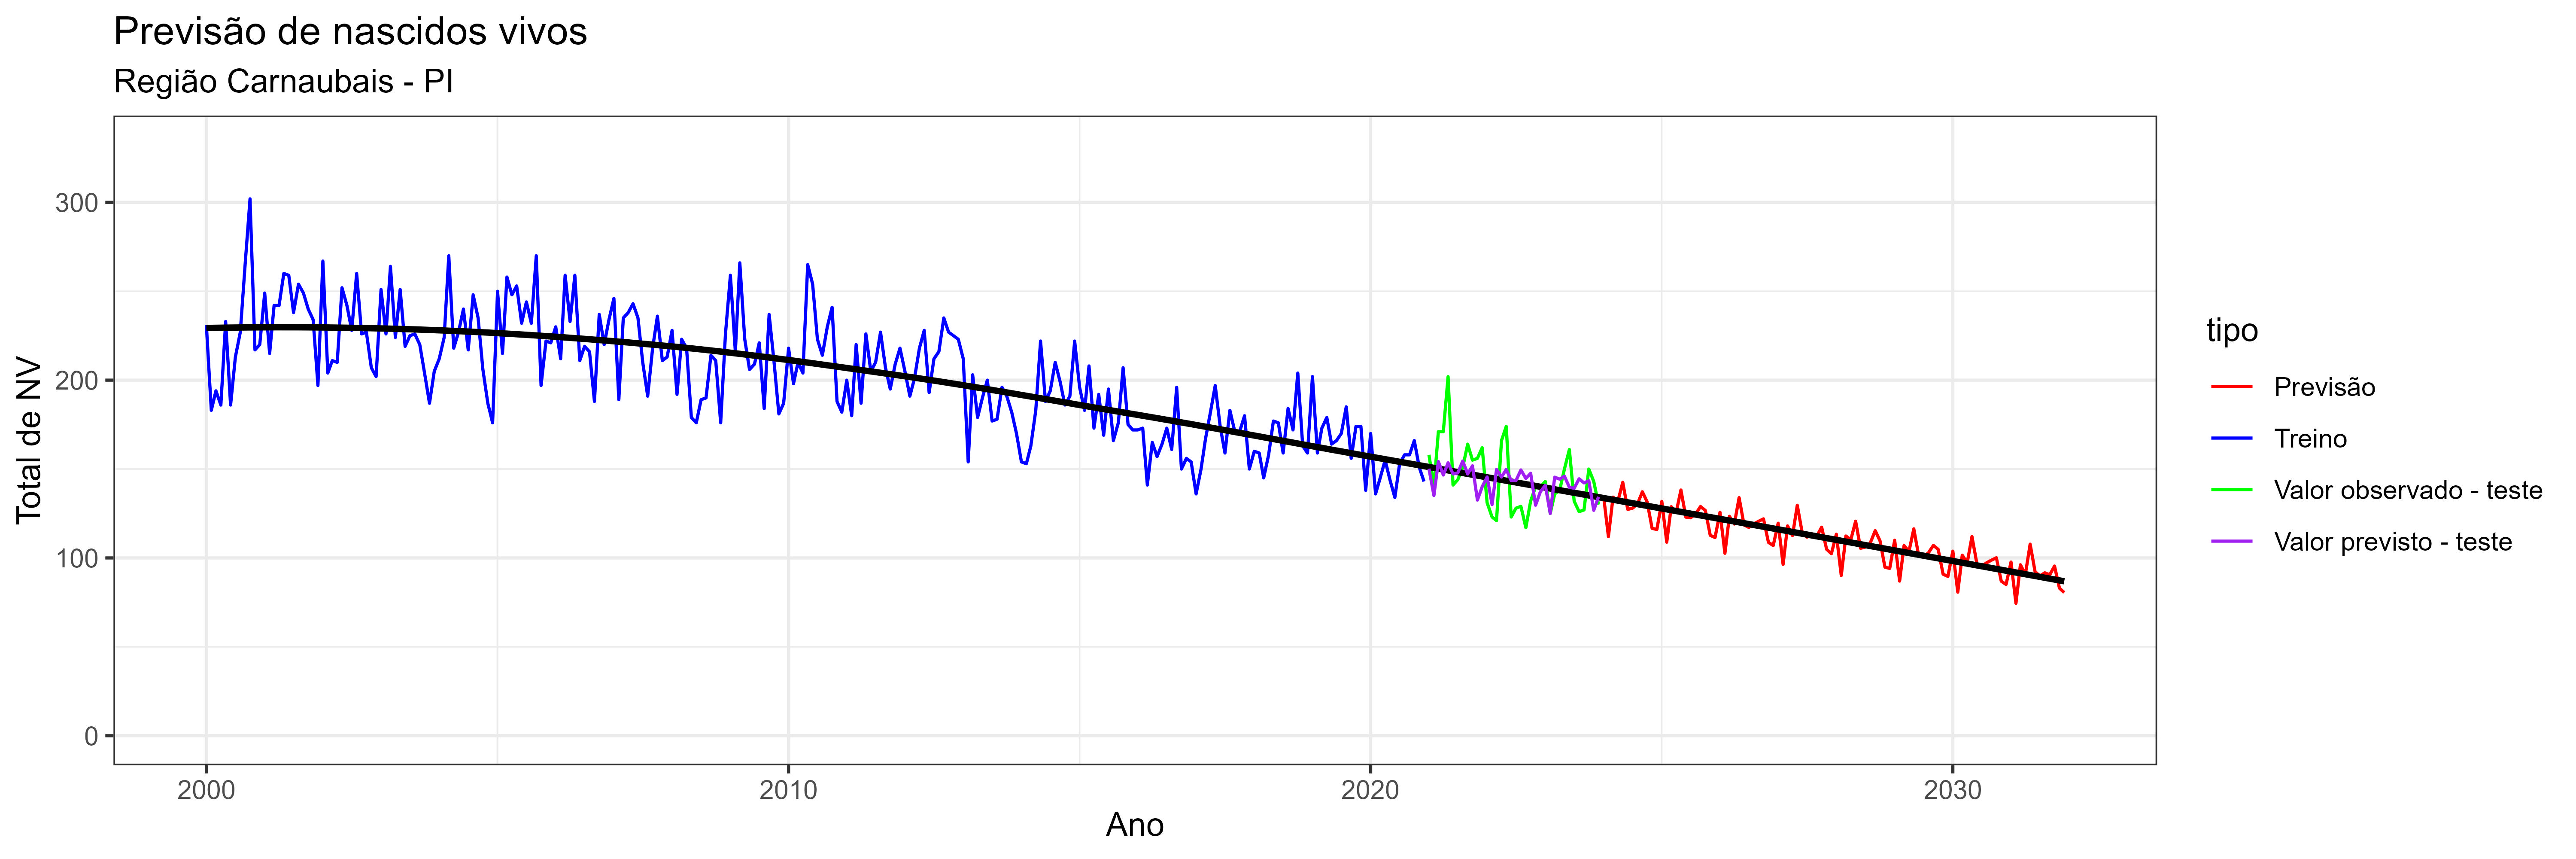 Previsão de nascidos vivos
Região Carnaubais - PI
Total de NV
300
200
100
0
2000
2010
2020
2030
Ano
tipo
Previsão
Treino
Valor observado - teste
Valor previsto - teste